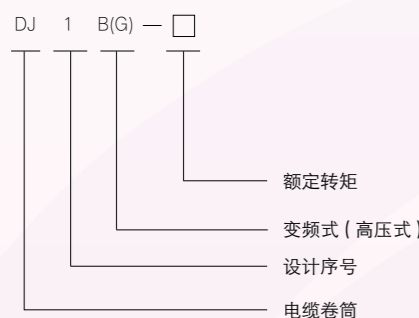 DJ 1 B(G) — □
额定转矩
变频式 ( 高压式 )
设计序号
电缆卷筒